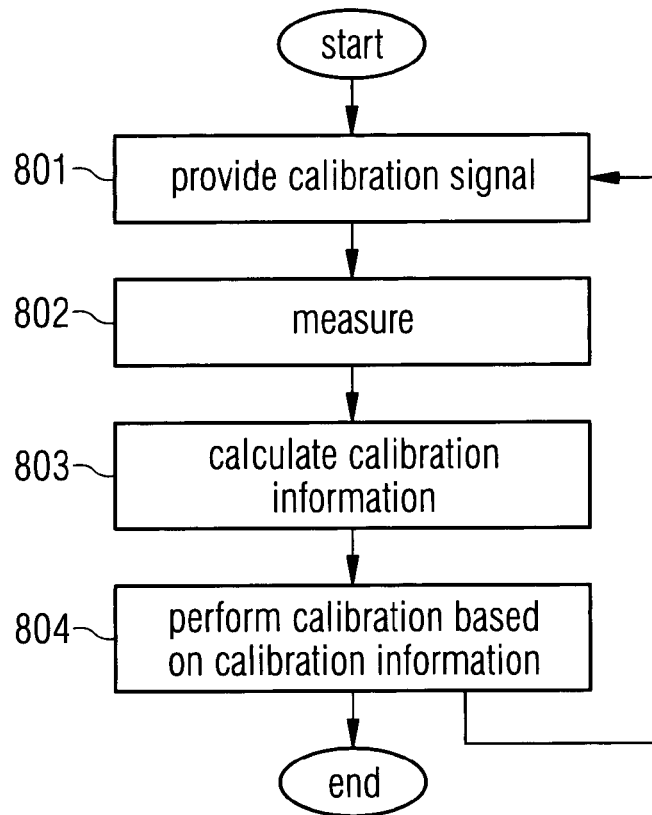 start
801
provide calibration signal
802
measure
803
calculate calibration
information
804
perform calibration based
on calibration information
end